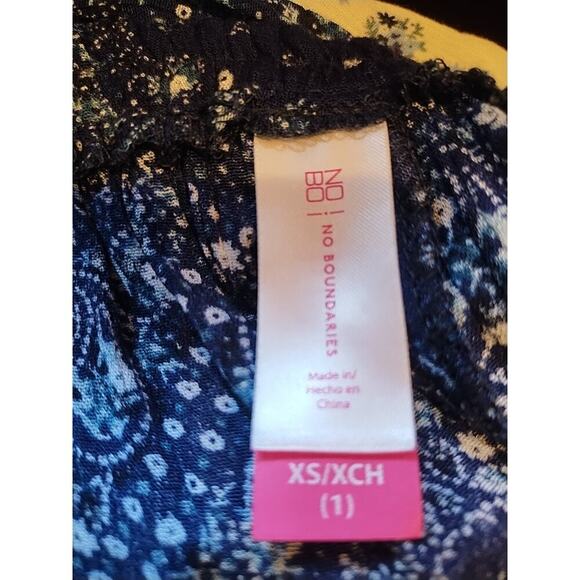 NO!
BO!
NO BOUNDARIES
Made in/
Hecho en
China
XS/XCH
(1)